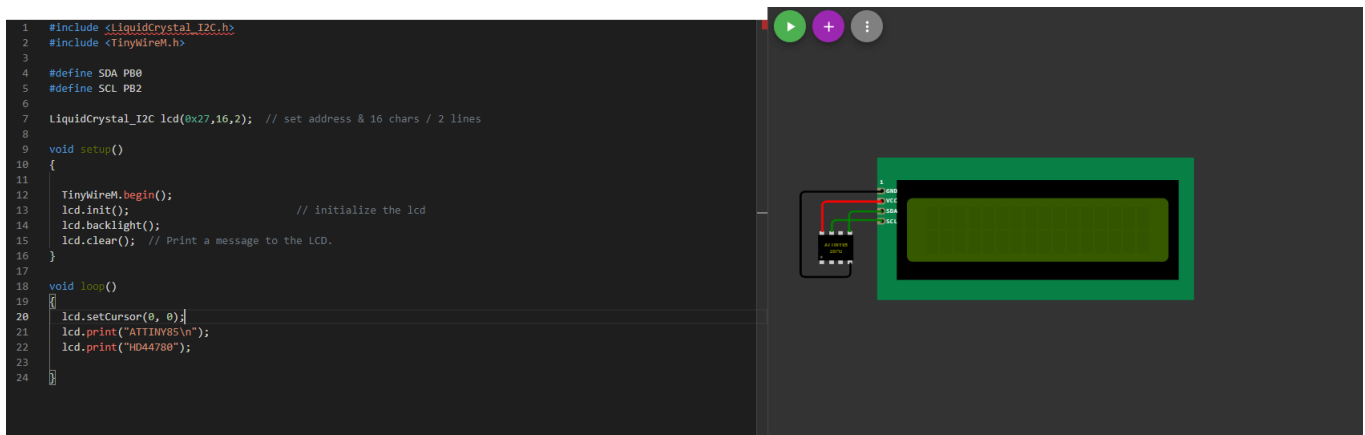 1 #include <LiquidCrystal_I2C.h>
2 #include <TinyWireM.h>
3
4 #define SDA PB0
5 #define SCL PB2
6
7 LiquidCrystal_I2C lcd(0x27,16,2);  // set address & 16 chars / 2 lines
8
9 void setup()
10 {
11
12 TinyWireM.begin();
13 lcd.init();                          // initialize the lcd
14 lcd.backlight();
15 lcd.clear();  // Print a message to the LCD.
16 }
17
18 void loop()
19 {
20 lcd.setCursor(0, 0);
21 lcd.print("ATTINY85\n");
22 lcd.print("HD44780");
23
24 }
1
GND
VCC
SDA
SCL
ATTINY85